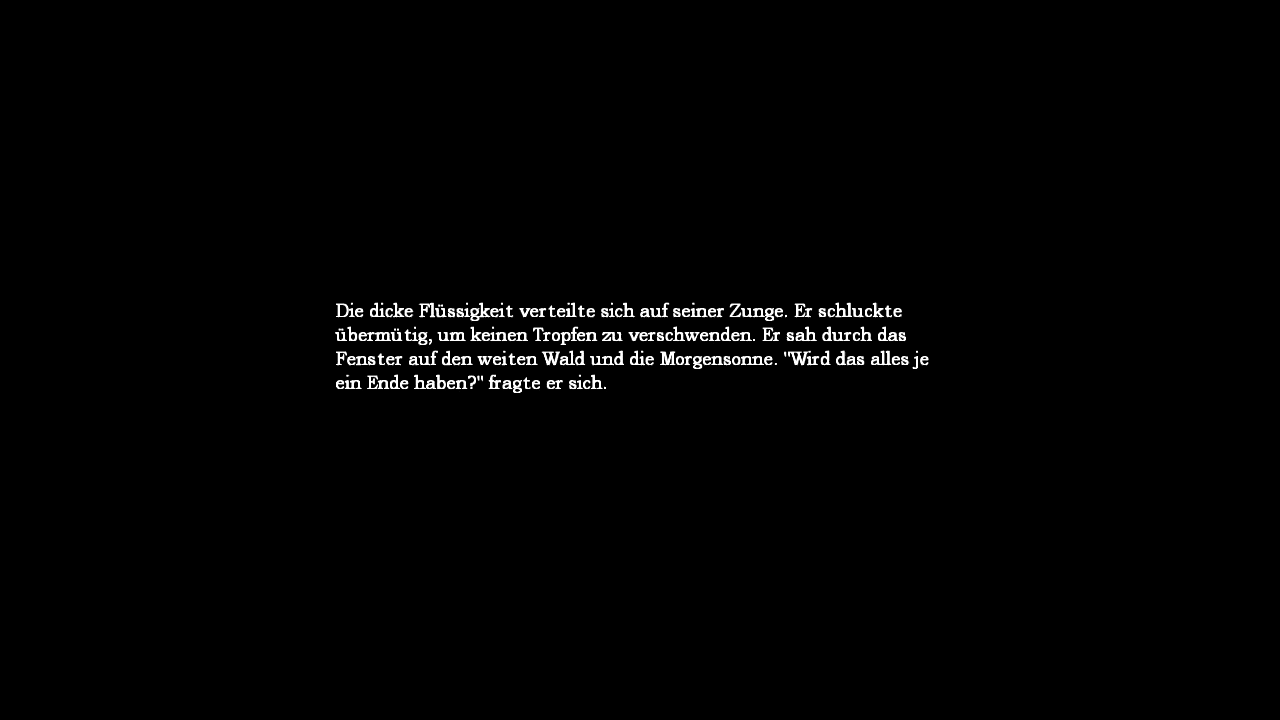 Die dicke Flüssigkeit verteilte sich auf seiner Zunge. Er schluckte
übermütig, um keinen Tropfen zu verschwenden. Er sah durch das
Fenster auf den weiten Wald und die Morgensonne. "Wird das alles je
ein Ende haben?" fragte er sich.